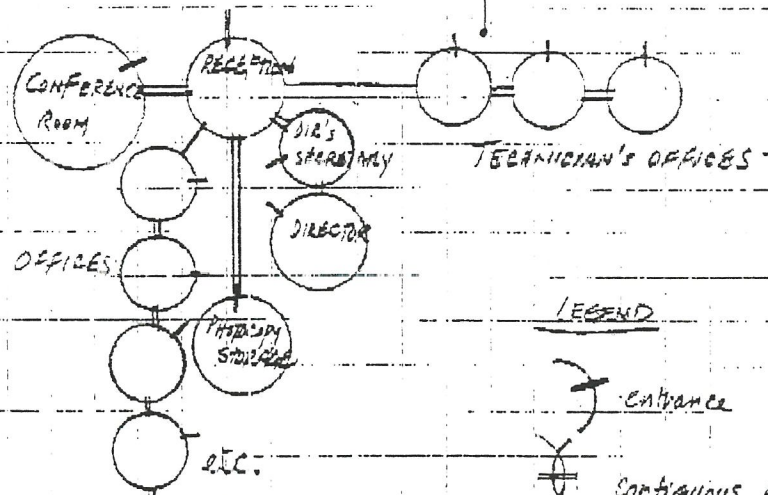 RECEPTION
CONFERENCE
ROOM
DIR'S
SECRETARY
TECHNICIAN'S OFFICES
DIRECTOR
OFFICES
LEGEND
PHOTOCOPY
STORAGE
entrance
etc.
Contiguous